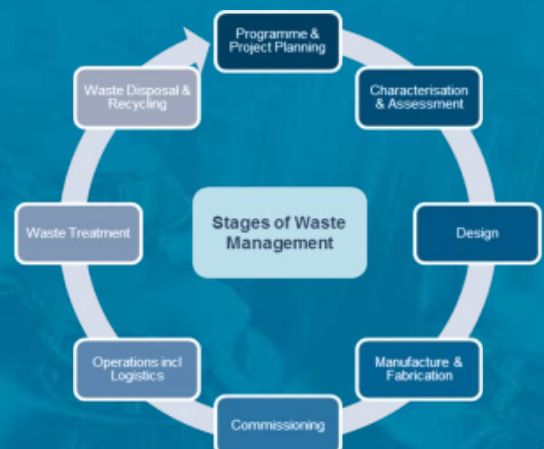 Programme &
Project Planning
Characterisation
& Assessment
Design
Manufacture &
Fabrication
Commissioning
Operations incl
Logistics
Waste Treatment
Waste Disposal &
Recycling
Stages of Waste
Management